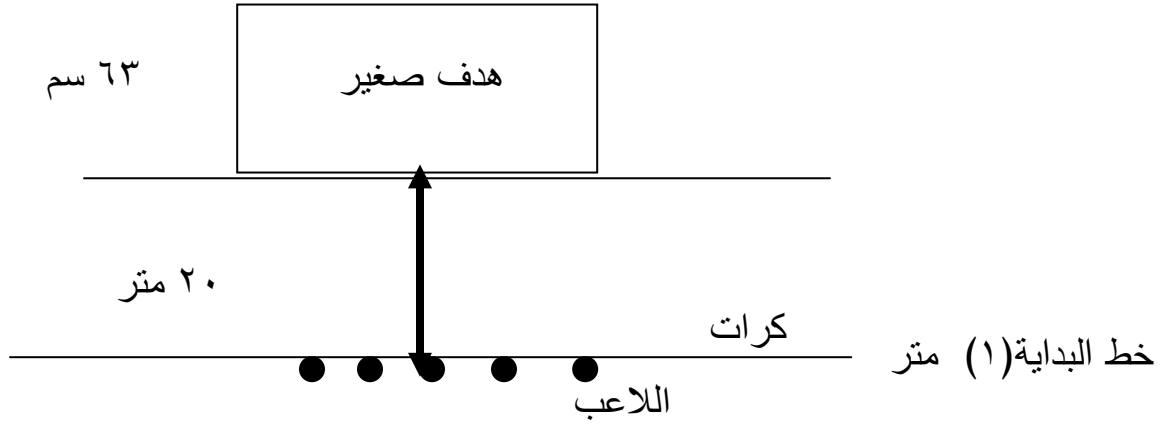 ٦٣ سم
هدف صغير
٢٠ متر
كرات
خط البداية(١) متر
اللاعب